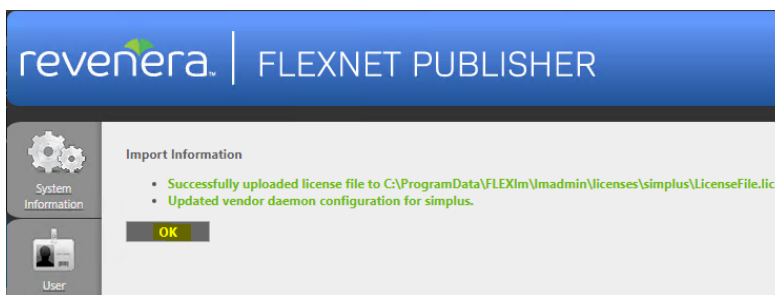 revenera™ FLEXNET PUBLISHER
System
Information
Import Information
Successfully uploaded license file to C:\ProgramData\FLEXlm\lmadmin\licenses\simplus\LicenseFile.lic
Updated vendor daemon configuration for simplus.
OK
User